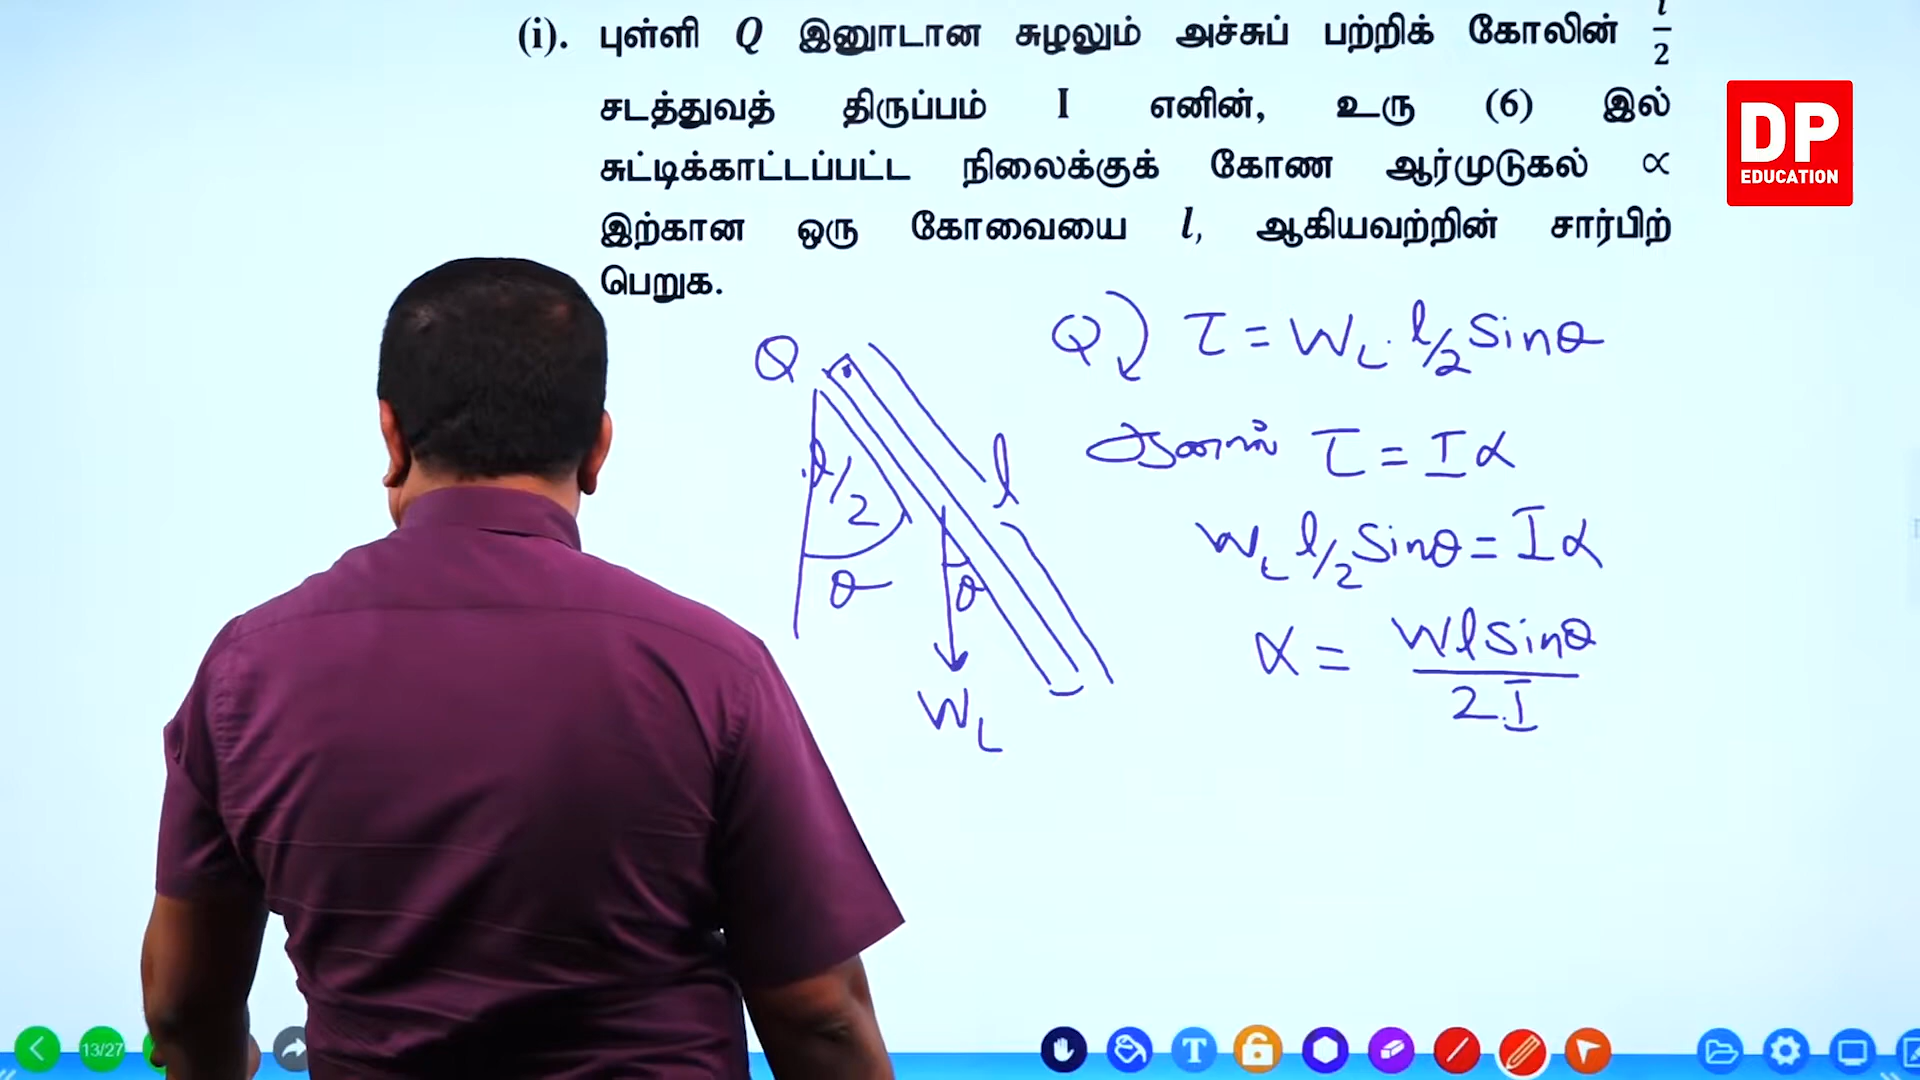 (i). புள்ளி Q இனூடான சுழலும் அச்சுப் பற்றிக் கோலின் l/2
சடத்துவத் திருப்பம் I எனின், உரு (6) இல்
சுட்டிக்காட்டப்பட்ட நிலைக்குக் கோண ஆர்முடுகல் ∝
இற்கான ஒரு கோவையை l, ஆகியவற்றின் சார்பிற்
பெறுக.
DP
EDUCATION
Q
l/2
θ
l
θ
W_L
Q τ = W_L . l/2 Sinθ
ஆனால் τ = Iα
W_L l/2 Sinθ = Iα
α = Wl Sinθ / 2I
13/27
T